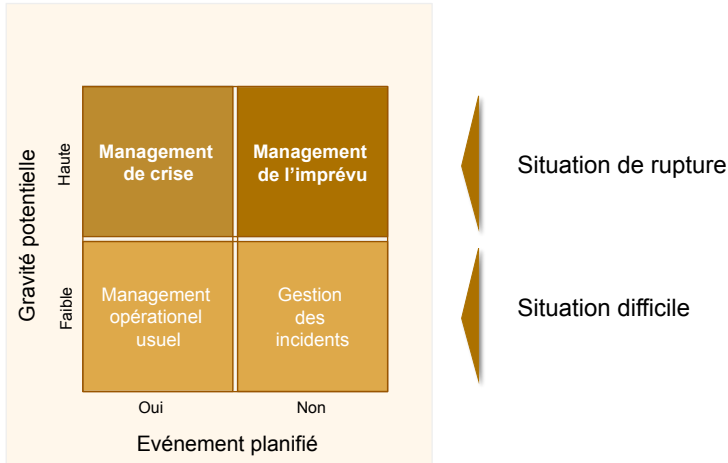 Gravité potentielle
Haute
Management
de crise
Management
de l'imprévu
Situation de rupture
Faible
Management
opérationel
usuel
Gestion
des
incidents
Situation difficile
Oui
Non
Evénement planifié